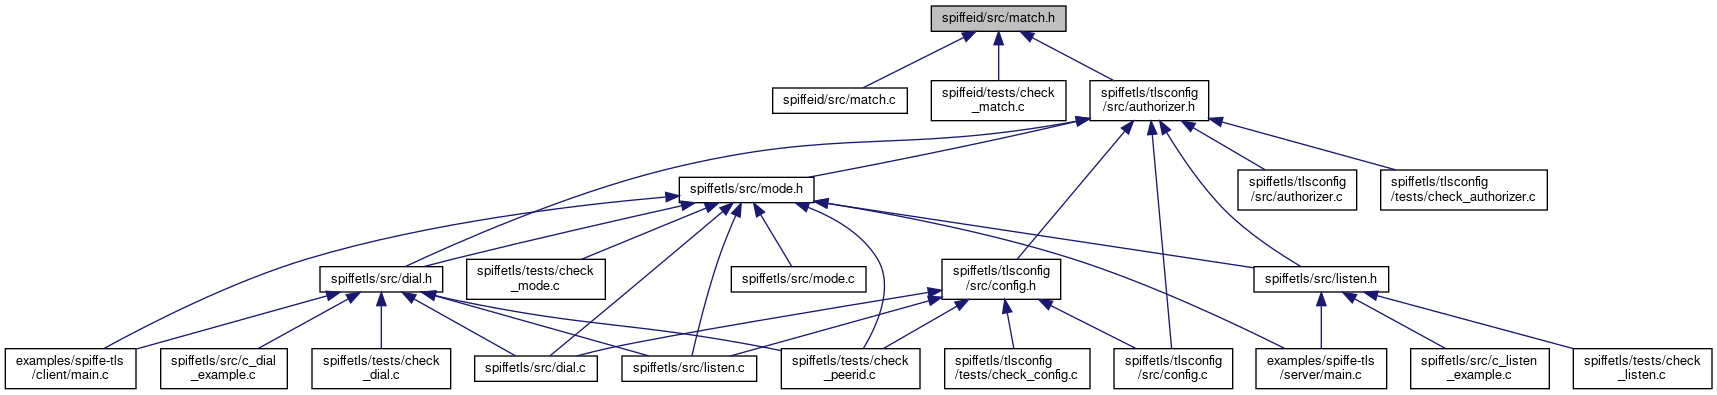 spiffeid/src/match.h
spiffeid/src/match.c
spiffeid/tests/check
_match.c
spiffetls/tlsconfig
/src/authorizer.h
spiffetls/src/mode.h
spiffetls/tlsconfig
/src/authorizer.c
spiffetls/tlsconfig
/tests/check_authorizer.c
spiffetls/src/dial.h
spiffetls/tests/check
_mode.c
spiffetls/src/mode.c
spiffetls/tlsconfig
/src/config.h
spiffetls/src/listen.h
examples/spiffe-tls
/client/main.c
spiffetls/src/c_dial
_example.c
spiffetls/tests/check
_dial.c
spiffetls/src/dial.c
spiffetls/src/listen.c
spiffetls/tests/check
_peerid.c
spiffetls/tlsconfig
/tests/check_config.c
spiffetls/tlsconfig
/src/config.c
examples/spiffe-tls
/server/main.c
spiffetls/src/c_listen
_example.c
spiffetls/tests/check
_listen.c